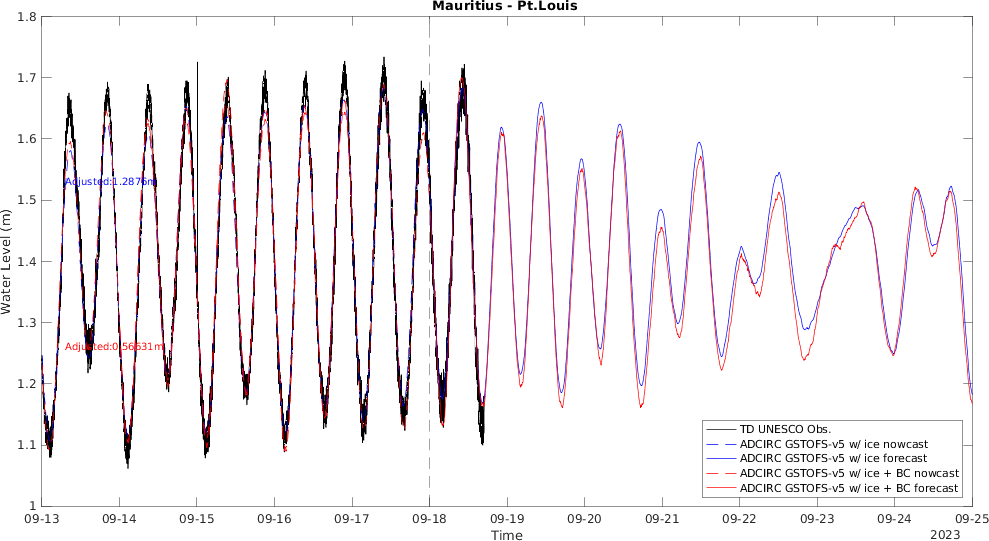 Mauritius - Pt.Louis
1.8
1.7
1.6
1.5
1.4
1.3
1.2
1.1
1
Water Level (m)
Adjusted:1.2876m
Adjusted:0.56631m
TD UNESCO Obs.
ADCIRC GSTOFS-v5 w/ ice nowcast
ADCIRC GSTOFS-v5 w/ ice forecast
ADCIRC GSTOFS-v5 w/ ice + BC nowcast
ADCIRC GSTOFS-v5 w/ ice + BC forecast
09-13 09-14 09-15 09-16 09-17 09-18 09-19 09-20 09-21 09-22 09-23 09-24 09-25
Time
2023